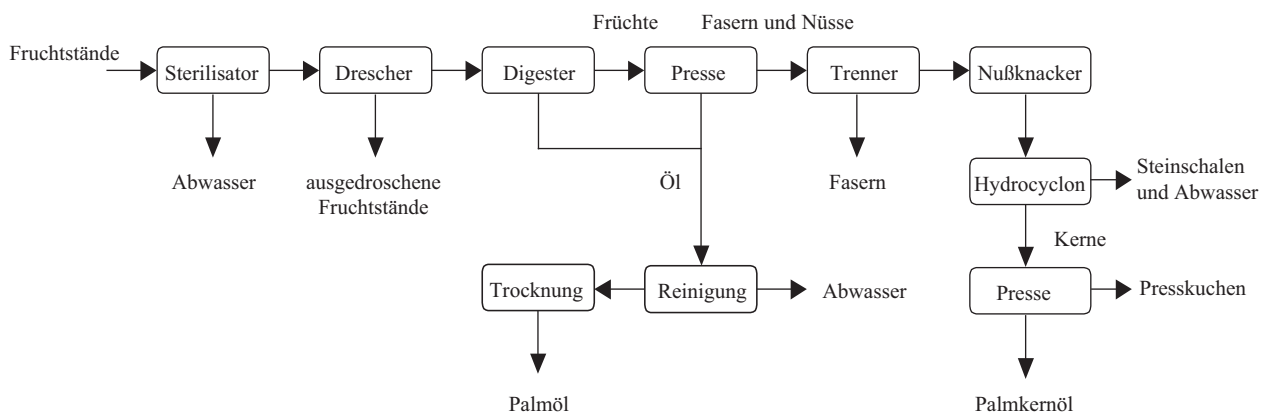 Früchte
Fasern und Nüsse
Fruchtstände
Sterilisator
Drescher
Digester
Presse
Trenner
Nußknacker
Abwasser
ausgedroschene
Fruchtstände
Öl
Fasern
Hydrocyclon
Steinschalen
und Abwasser
Kerne
Trocknung
Reinigung
Abwasser
Presse
Presskuchen
Palmöl
Palmkernöl